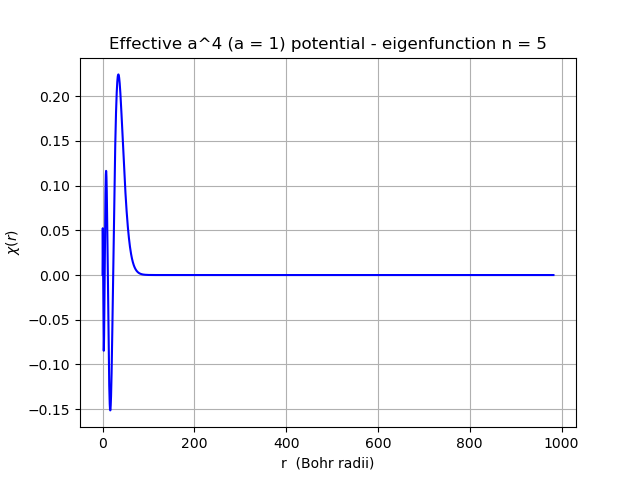 Effective a^4 (a = 1) potential - eigenfunction n = 5
0.20
0.15
0.10
0.05
0.00
−0.05
−0.10
−0.15
χ(r)
0 200 400 600 800 1000
r (Bohr radii)